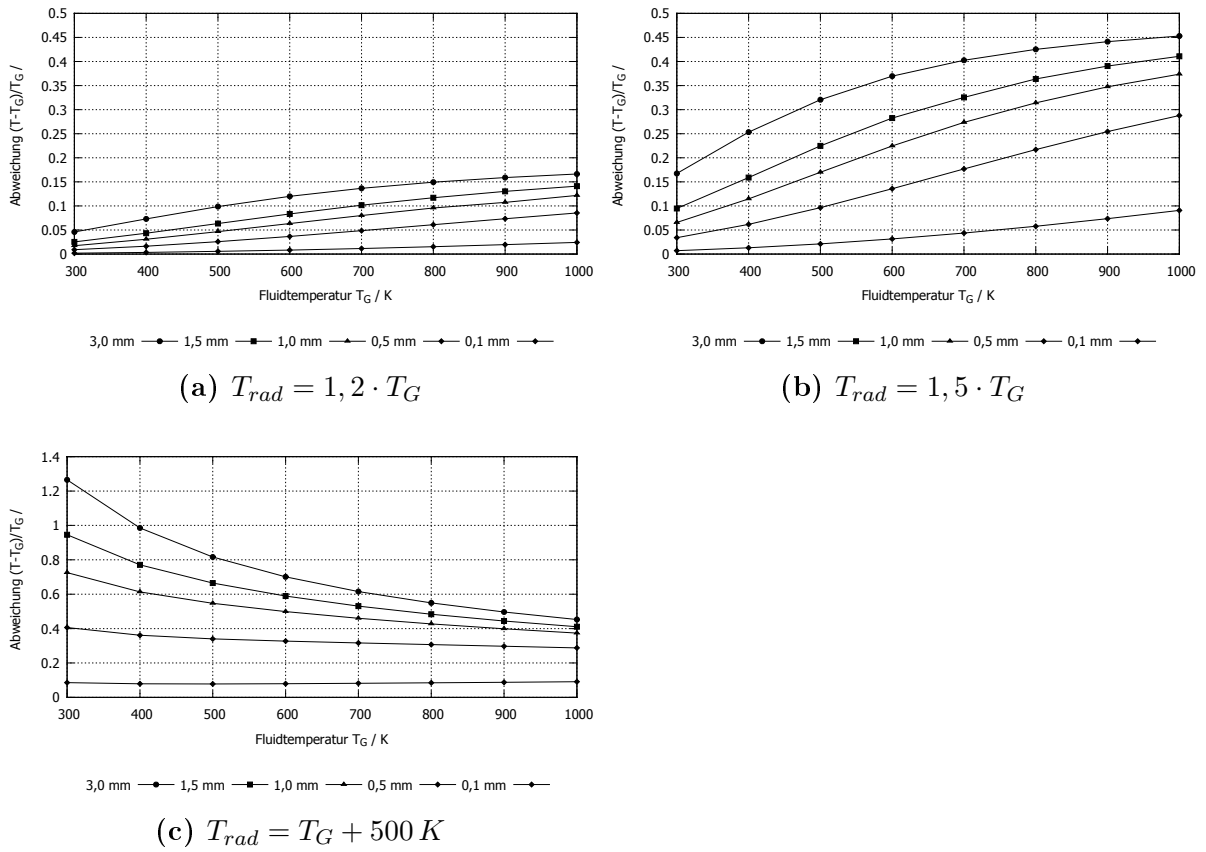 Abweichung (T-T_G)/T_G /
0.5
0.45
0.4
0.35
0.3
0.25
0.2
0.15
0.1
0.05
0
300 400 500 600 700 800 900 1000
Fluidtemperatur T_G / K
3,0 mm 1,5 mm 1,0 mm 0,5 mm 0,1 mm
(a) T_rad = 1, 2 · T_G
Abweichung (T-T_G)/T_G /
0.5
0.45
0.4
0.35
0.3
0.25
0.2
0.15
0.1
0.05
0
300 400 500 600 700 800 900 1000
Fluidtemperatur T_G / K
3,0 mm 1,5 mm 1,0 mm 0,5 mm 0,1 mm
(b) T_rad = 1, 5 · T_G
Abweichung (T-T_G)/T_G /
1.4
1.2
1
0.8
0.6
0.4
0.2
0
300 400 500 600 700 800 900 1000
Fluidtemperatur T_G / K
3,0 mm 1,5 mm 1,0 mm 0,5 mm 0,1 mm
(c) T_rad = T_G + 500 K